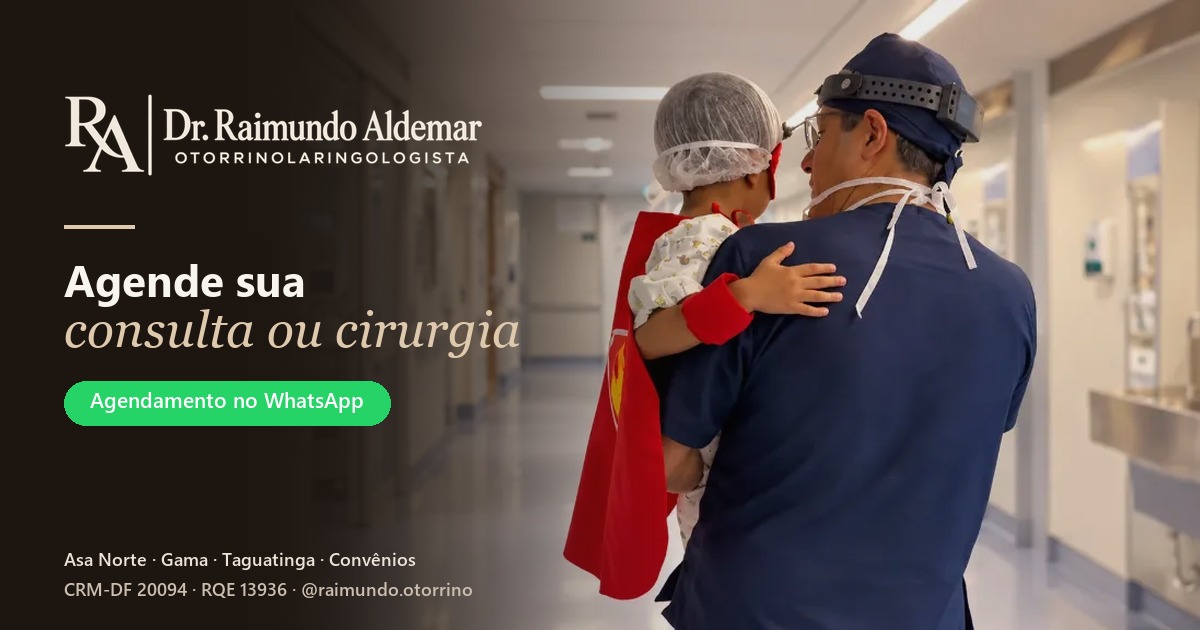 RA
Dr. Raimundo Aldemar
OTORRINOLARINGOLOGISTA
Agende sua
consulta ou cirurgia
Agendamento no WhatsApp
Asa Norte · Gama · Taguatinga · Convênios
CRM-DF 20094 · RQE 13936 · @raimundo.otorrino